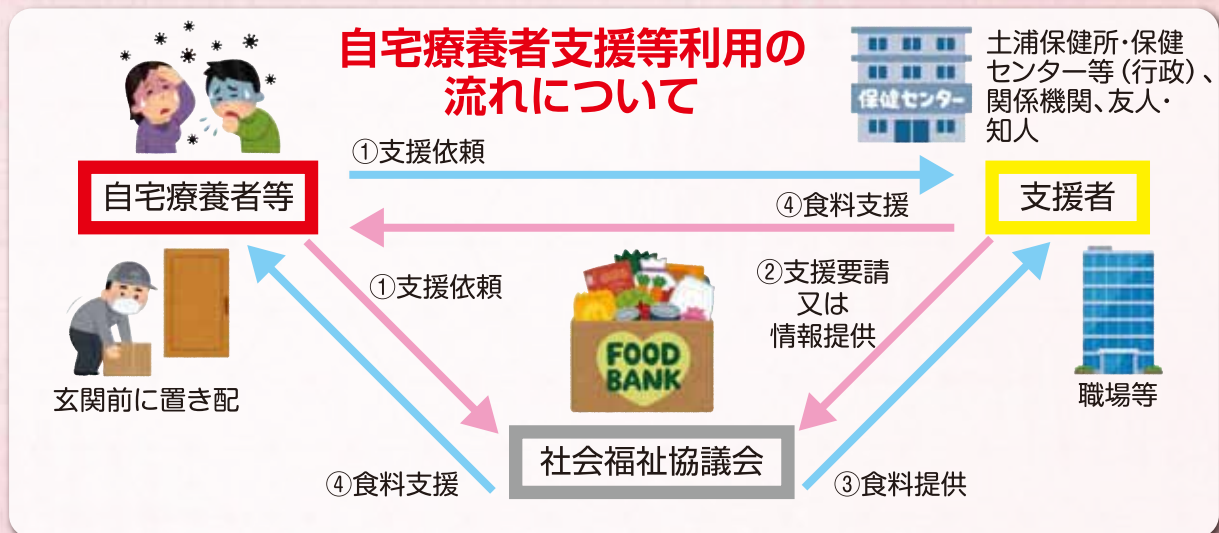 自宅療養者支援等利用の
流れについて
保健センター
土浦保健所・保健
センター等(行政)、
関係機関、友人・
知人
①支援依頼
自宅療養者等
支援者
④食料支援
①支援依頼
②支援要請
又は
情報提供
FOOD
BANK
玄関前に置き配
職場等
社会福祉協議会
④食料支援
③食料提供